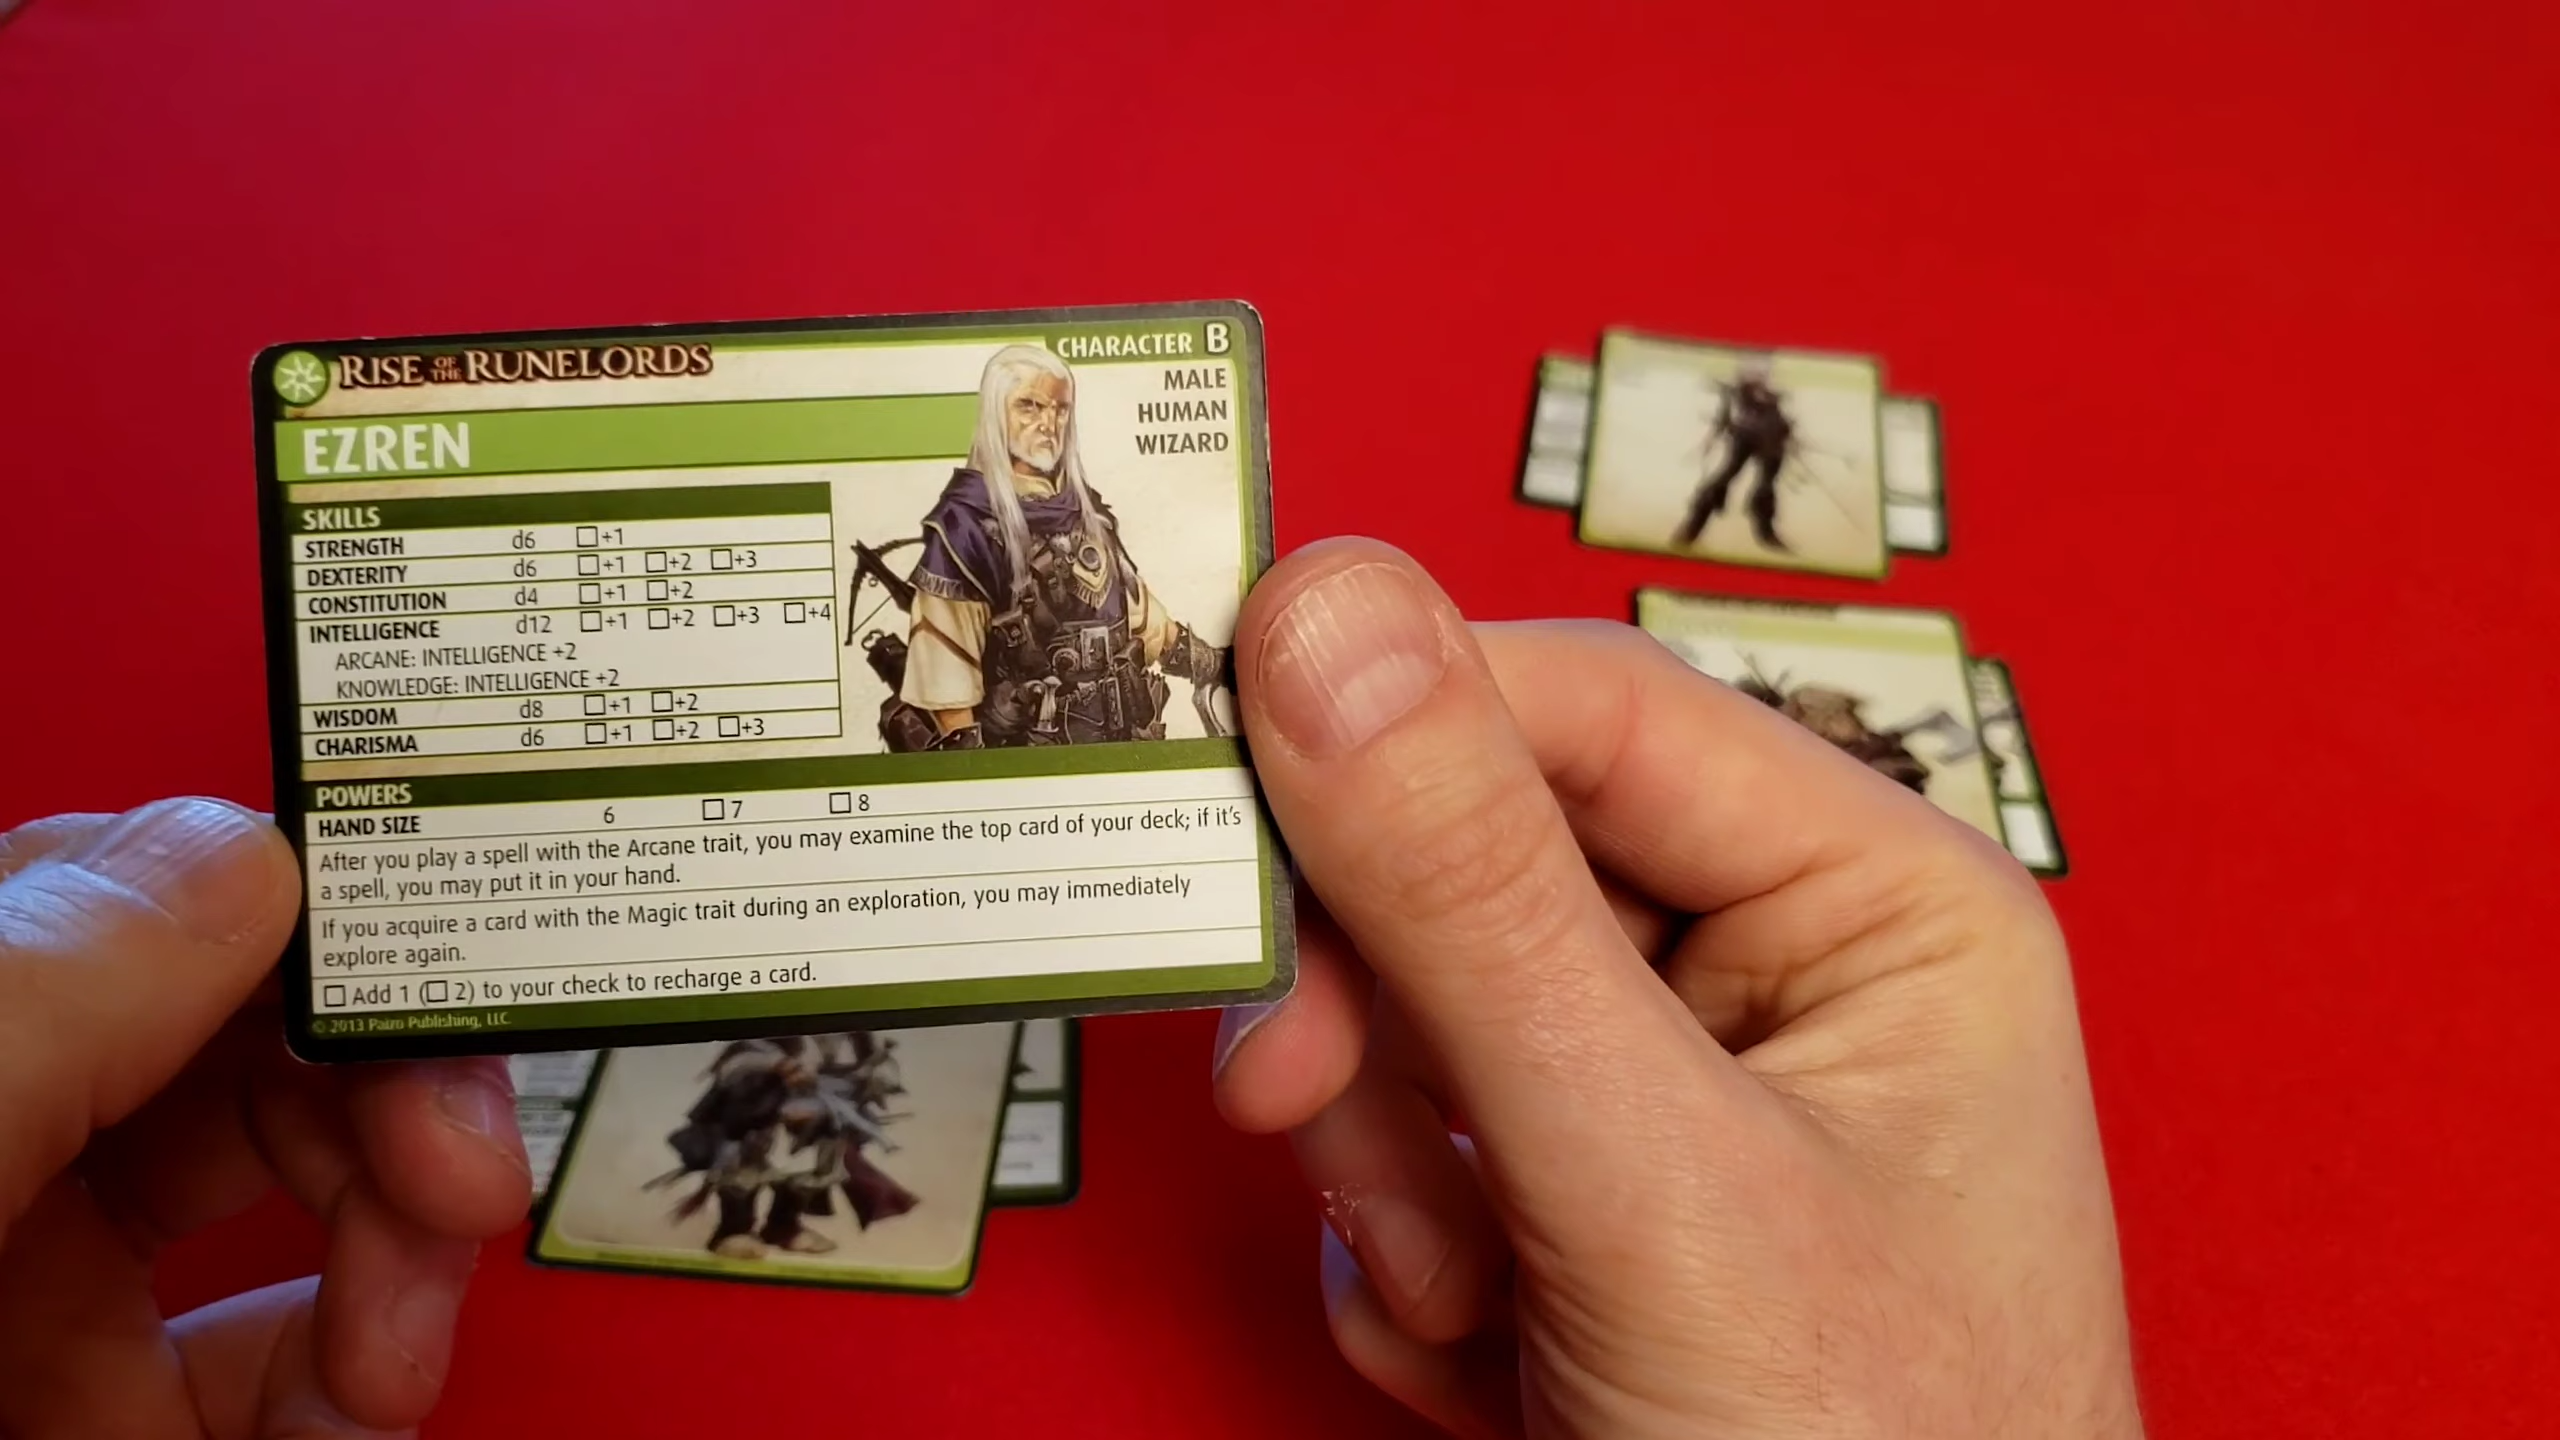 RISE OF THE RUNELORDS
CHARACTER B
MALE
HUMAN
WIZARD
EZREN
SKILLS
STRENGTH d6 ☐+1
DEXTERITY d6 ☐+1 ☐+2 ☐+3
CONSTITUTION d4 ☐+1 ☐+2
INTELLIGENCE d12 ☐+1 ☐+2 ☐+3 ☐+4
ARCANE: INTELLIGENCE +2
KNOWLEDGE: INTELLIGENCE +2
WISDOM d8 ☐+1 ☐+2
CHARISMA d6 ☐+1 ☐+2 ☐+3
POWERS
HAND SIZE 6 ☐ 7 ☐ 8
After you play a spell with the Arcane trait, you may examine the top card of your deck; if it's
a spell, you may put it in your hand.
If you acquire a card with the Magic trait during an exploration, you may immediately
explore again.
☐ Add 1 (☐ 2) to your check to recharge a card.
© 2013 Paizo Publishing, LLC